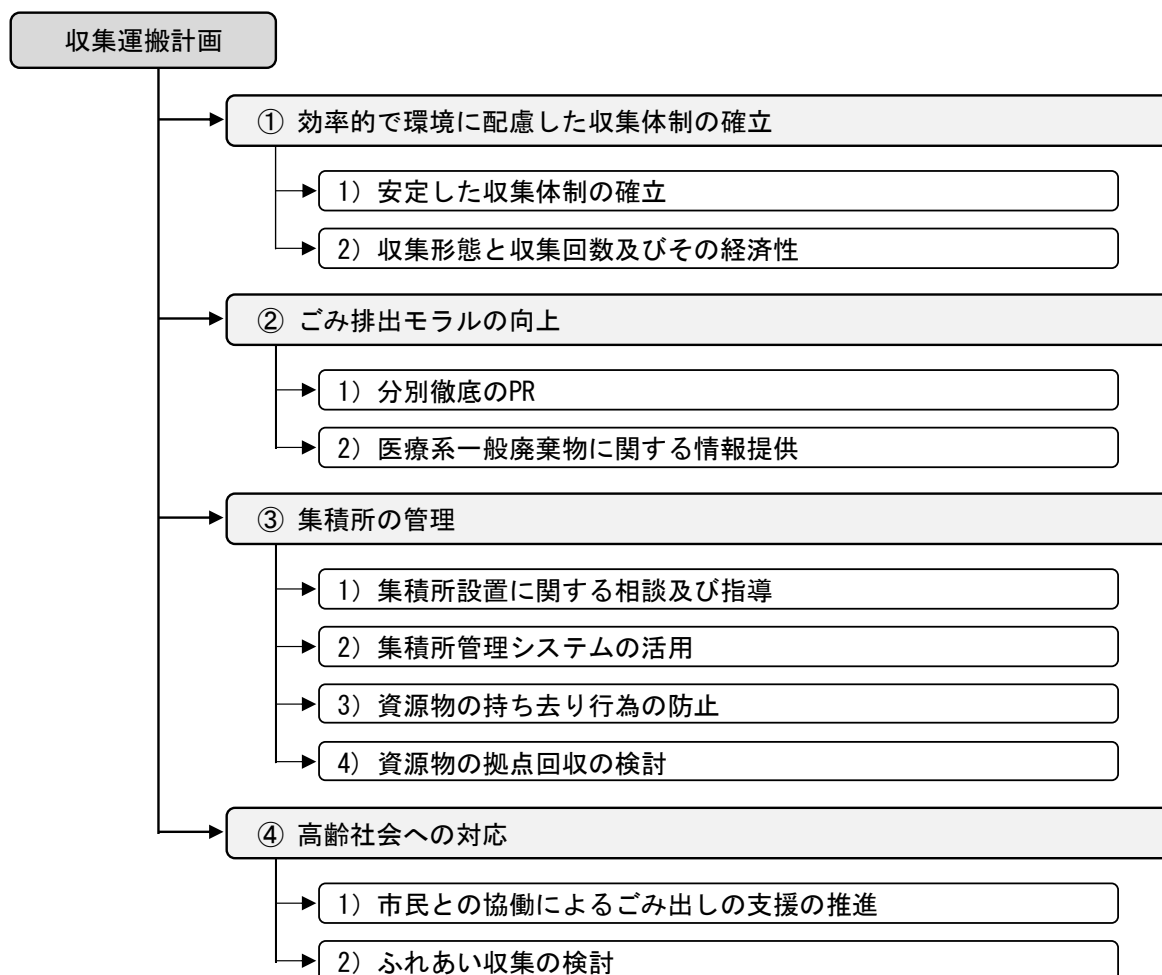 収集運搬計画
① 効率的で環境に配慮した収集体制の確立
1) 安定した収集体制の確立
2) 収集形態と収集回数及びその経済性
② ごみ排出モラルの向上
1) 分別徹底のPR
2) 医療系一般廃棄物に関する情報提供
③ 集積所の管理
1) 集積所設置に関する相談及び指導
2) 集積所管理システムの活用
3) 資源物の持ち去り行為の防止
4) 資源物の拠点回収の検討
④ 高齢社会への対応
1) 市民との協働によるごみ出しの支援の推進
2) ふれあい収集の検討